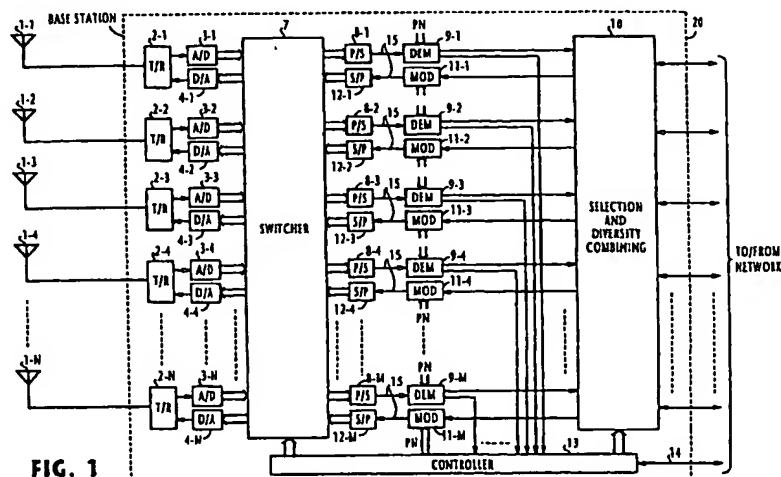 BASE STATION
1-1
2-1
3-1
7
8-1
15
PN
9-1
10
20
T/R
A/D
P/S
DEM
D/A
S/P
MOD
11-1
4-1
12-1
1-2
2-2
3-2
8-2
15
9-2
T/R
A/D
P/S
DEM
D/A
S/P
MOD
11-2
4-2
12-2
1-3
2-3
3-3
8-3
15
9-3
T/R
A/D
P/S
DEM
SWITCHER
D/A
S/P
MOD
11-3
4-3
12-3
SELECTION
AND
DIVERSITY
COMBINING
TO/FROM
NETWORK
1-4
2-4
3-4
8-4
15
9-4
T/R
A/D
P/S
DEM
D/A
S/P
MOD
11-4
4-4
12-4
PN
1-N
2-N
3-N
8-M
15
PN
9-M
T/R
A/D
P/S
DEM
D/A
S/P
MOD
11-M
4-N
12-M
PN
13
14
CONTROLLER
FIG. 1